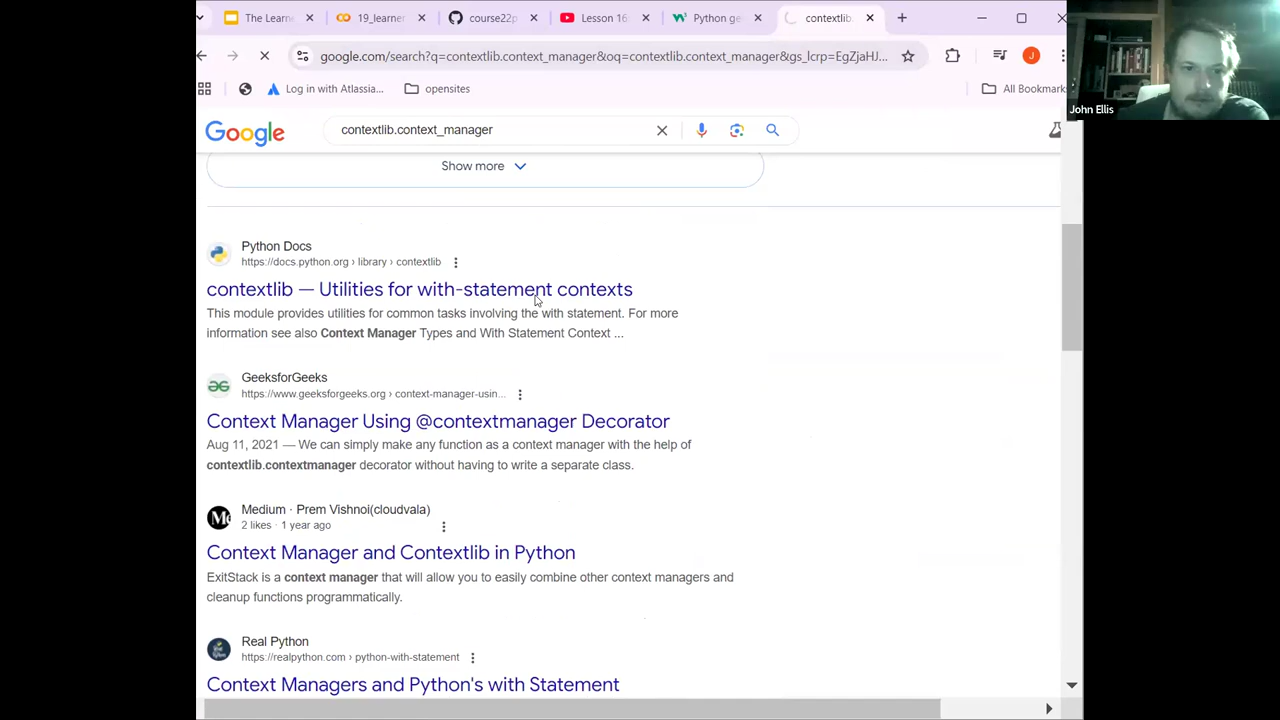 The Learne
19_learner
course22p
Lesson 16:
Python ge
contextlib.
google.com/search?q=contextlib.context_manager&oq=contextlib.context_manager&gs_lcrp=EgZjaHJ...
J
Log in with Atlassia...
opensites
All Bookmarks
John Ellis
Google
contextlib.context_manager
Show more
Python Docs
https://docs.python.org › library › contextlib
contextlib — Utilities for with-statement contexts
This module provides utilities for common tasks involving the with statement. For more
information see also Context Manager Types and With Statement Context ...
GeeksforGeeks
https://www.geeksforgeeks.org › context-manager-usin...
Context Manager Using @contextmanager Decorator
Aug 11, 2021 — We can simply make any function as a context manager with the help of
contextlib.contextmanager decorator without having to write a separate class.
Medium · Prem Vishnoi(cloudvala)
2 likes · 1 year ago
Context Manager and Contextlib in Python
ExitStack is a context manager that will allow you to easily combine other context managers and
cleanup functions programmatically.
Real Python
https://realpython.com › python-with-statement
Context Managers and Python's with Statement